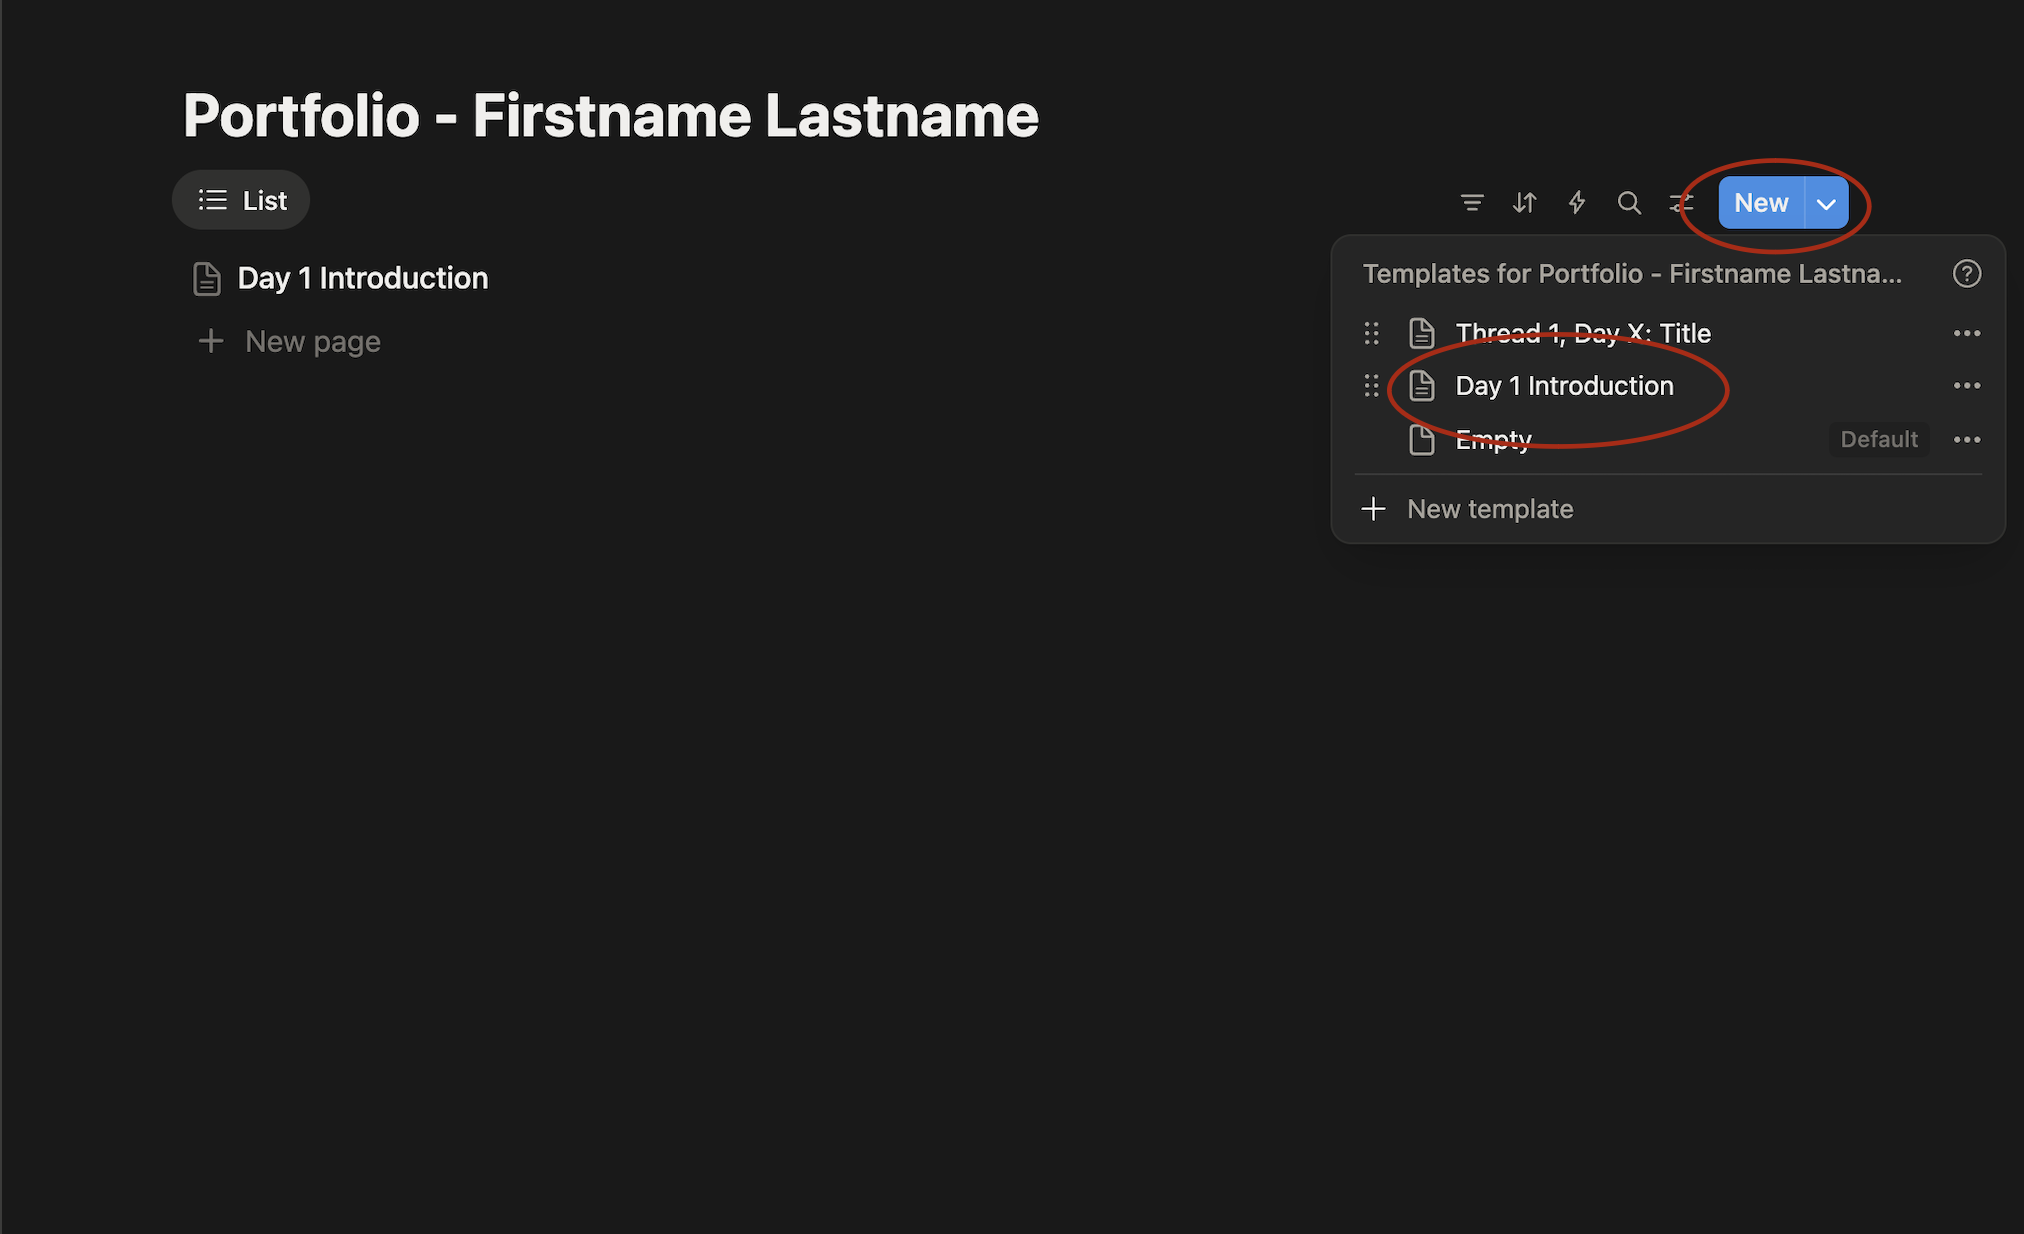 Portfolio - Firstname Lastname
List
New
Day 1 Introduction
New page
Templates for Portfolio - Firstname Lastna...
Thread 1, Day X: Title
Day 1 Introduction
Empty
Default
New template